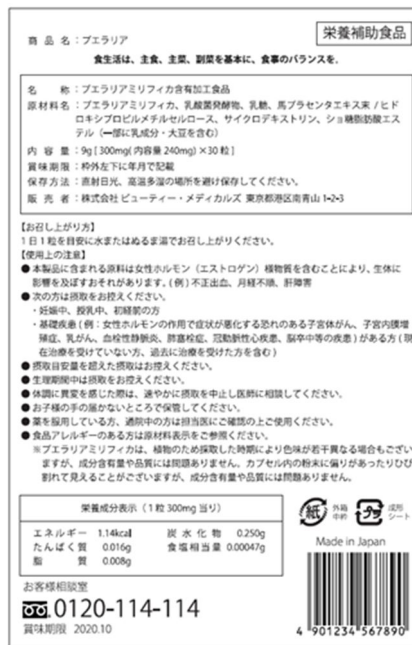 栄養補助食品
商 品 名：プエラリア
食生活は、主食、主菜、副菜を基本に、食事のバランスを.
名　　称：プエラリアミリフィカ含有加工食品
原材料名：プエラリアミリフィカ、乳酸菌発酵物、乳糖、馬プラセンタエキス末 / ヒド
ロキシプロピルメチルセルロース、サイクロデキストリン、ショ糖脂肪酸エス
テル（一部に乳成分・大豆を含む）
内 容 量：9g [ 300mg( 内容量 240mg) ×30 粒 ]
賞味期限：枠外左下に年月で記載
保存方法：直射日光、高温多湿の場所を避け保存してください。
販 売 者：株式会社 ビューティー・メディカルズ 東京都港区南青山 1-2-3
【お召し上がり方】
1 日 1 粒を目安に水またはぬるま湯でお召し上がりください。
【使用上の注意】
● 本製品に含まれる原料は女性ホルモン（エストロゲン）植物質を含むことにより、生体に
影響を及ぼすおそれがあります。( 例 ) 不正出血、月経不順、肝障害
● 次の方は摂取をお控えください。
・妊娠中、授乳中、初経前の方
・基礎疾患 ( 例：女性ホルモンの作用で症状が悪化する恐れのある子宮体がん、子宮内膜増
殖症、乳がん、血栓性静脈炎、肺塞栓症、冠動脈性心疾患、脳卒中等の疾患 ) がある方 ( 現
在治療を受けていない方、過去に治療を受けた方を含む )
● 摂取目安量を超えた摂取はお控えください。
● 生理期間中は摂取をお控えください。
● 体調に異変を感じた際は、速やかに摂取を中止し医師に相談してください。
● お子様の手の届かないところで保管してください。
● 薬を服用している方、通院中の方は担当医にご確認の上ご使用ください。
● 食品アレルギーのある方は原材料表示をご参照ください。
※プエラリアミリフィカは、植物のため採取した時期により色味が若干異なる場合もござい
ますが、成分含有量や品質には問題ありません。カプセル内の粉末に偏りがあったりひび
割れて見えることがございますが、成分含有量や品質には問題ありません。
栄養成分表示（ 1 粒 300mg 当り ）
エネルギー 1.14kcal 炭 水 化 物 0.250g
たんぱく 質 0.016g 食塩相当量 0.00047g
脂　　質 0.008g
紙 外箱 中枠 プラ 成形 シート
Made in Japan
お客様相談室
0120-114-114
賞味期限 2020.10
4 901234 567890